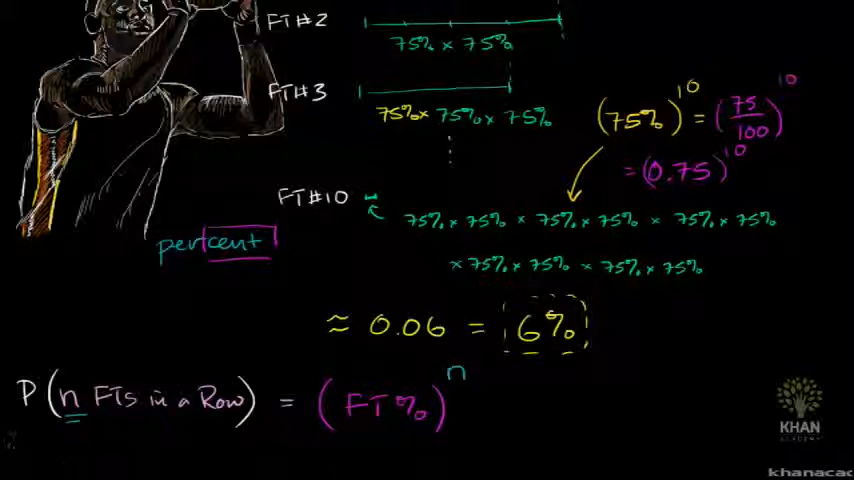 FT#2
75% x 75%
FT#3
75% x 75% x 75%
(75%)^10 = (75/100)^10
= (0.75)^10
FT#10
75% x 75% x 75% x 75% x 75% x 75%
x 75% x 75% x 75% x 75%
percent
≈ 0.06 = 6%
P(n FTs in a Row) = (FT%)^n
KHAN
ACADEMY
khanacad